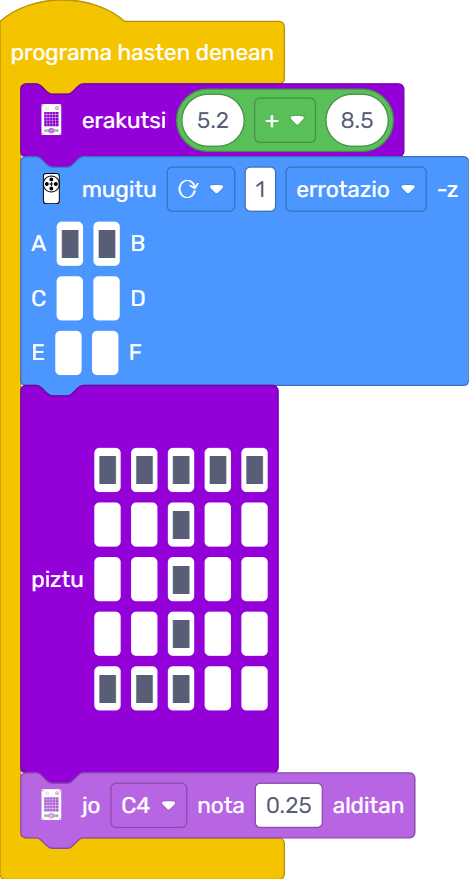 programa hasten denean
erakutsi 5.2 + 8.5
mugitu 1 errotazio -z
A B
C D
E F
piztu
jo C4 nota 0.25 alditan